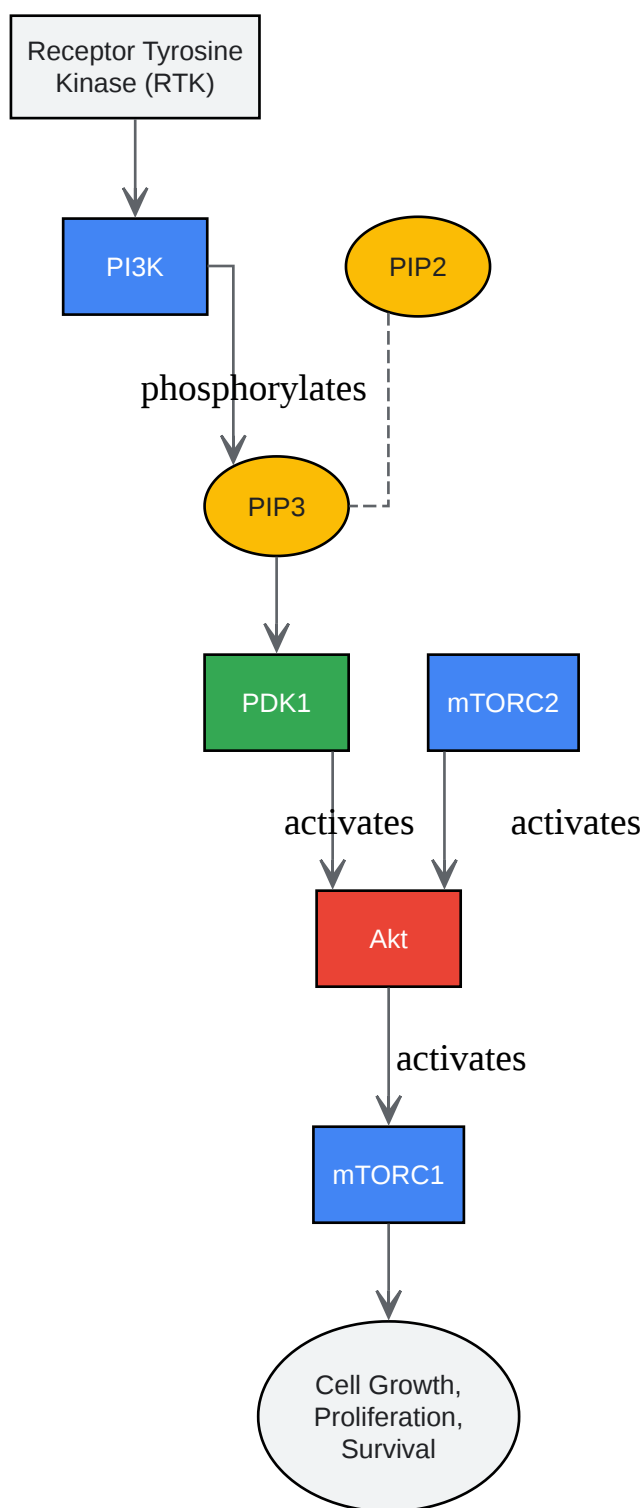 Receptor Tyrosine
Kinase (RTK)
PI3K
PIP2
phosphorylates
PIP3
PDK1
mTORC2
activates
activates
Akt
activates
mTORC1
Cell Growth,
Proliferation,
Survival